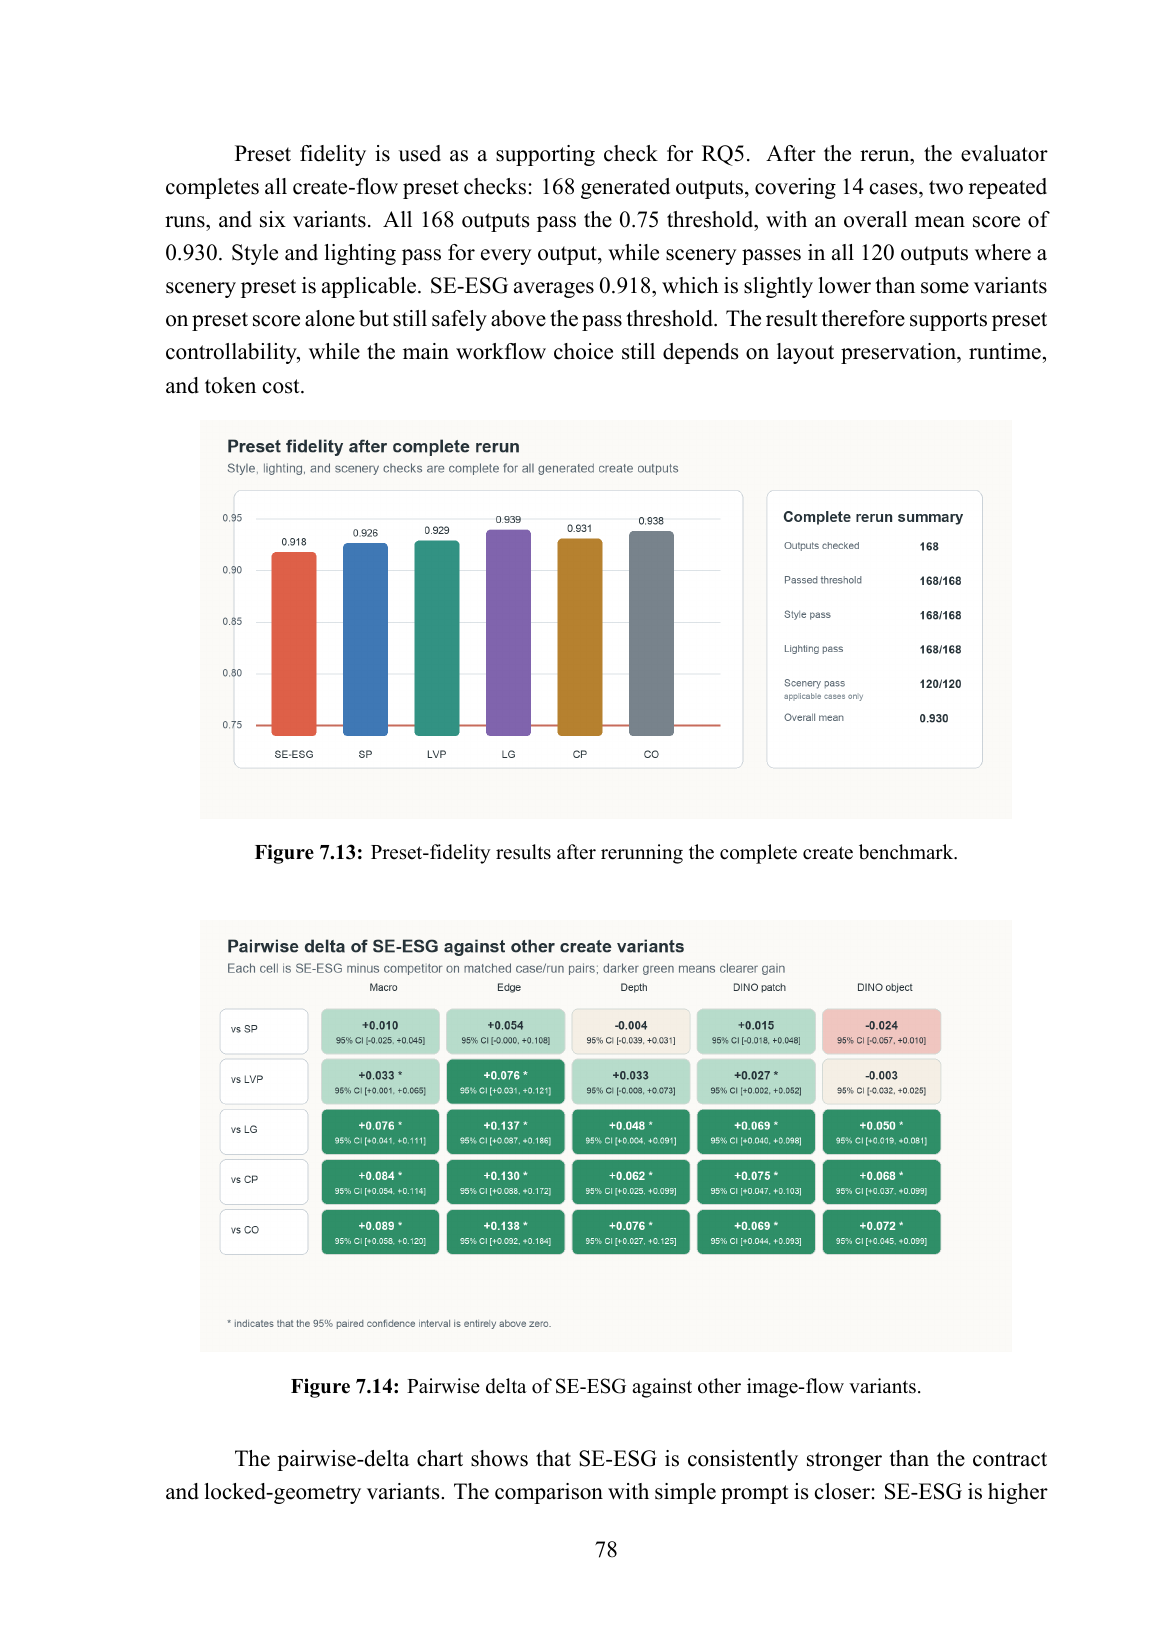 Preset fidelity is used as a supporting check for RQ5. After the rerun, the evaluator
completes all create-flow preset checks: 168 generated outputs, covering 14 cases, two repeated
runs, and six variants. All 168 outputs pass the 0.75 threshold, with an overall mean score of
0.930. Style and lighting pass for every output, while scenery passes in all 120 outputs where a
scenery preset is applicable. SE-ESG averages 0.918, which is slightly lower than some variants
on preset score alone but still safely above the pass threshold. The result therefore supports preset
controllability, while the main workflow choice still depends on layout preservation, runtime,
and token cost.
Preset fidelity after complete rerun
Style, lighting, and scenery checks are complete for all generated create outputs
0.95
0.90
0.85
0.80
0.75
0.918
0.926
0.929
0.939
0.931
0.938
SE-ESG SP LVP LG CP CO
Complete rerun summary
Outputs checked 168
Passed threshold 168/168
Style pass 168/168
Lighting pass 168/168
Scenery pass 120/120
applicable cases only
Overall mean 0.930
Figure 7.13: Preset-fidelity results after rerunning the complete create benchmark.
Pairwise delta of SE-ESG against other create variants
Each cell is SE-ESG minus competitor on matched case/run pairs; darker green means clearer gain
Macro Edge Depth DINO patch DINO object
vs SP +0.010 +0.054 -0.004 +0.015 -0.024
95% CI [-0.025, +0.045] 95% CI [-0.000, +0.108] 95% CI [-0.039, +0.031] 95% CI [-0.018, +0.048] 95% CI [-0.057, +0.010]
vs LVP +0.033 * +0.076 * +0.033 +0.027 * -0.003
95% CI [+0.001, +0.065] 95% CI [+0.031, +0.121] 95% CI [-0.008, +0.073] 95% CI [+0.002, +0.052] 95% CI [-0.032, +0.025]
vs LG +0.076 * +0.137 * +0.048 * +0.069 * +0.050 *
95% CI [+0.041, +0.111] 95% CI [+0.087, +0.186] 95% CI [+0.004, +0.091] 95% CI [+0.040, +0.098] 95% CI [+0.019, +0.081]
vs CP +0.084 * +0.130 * +0.062 * +0.075 * +0.068 *
95% CI [+0.054, +0.114] 95% CI [+0.088, +0.172] 95% CI [+0.025, +0.099] 95% CI [+0.047, +0.103] 95% CI [+0.037, +0.099]
vs CO +0.089 * +0.138 * +0.076 * +0.069 * +0.072 *
95% CI [+0.058, +0.120] 95% CI [+0.092, +0.184] 95% CI [+0.027, +0.125] 95% CI [+0.044, +0.093] 95% CI [+0.045, +0.099]
* indicates that the 95% paired confidence interval is entirely above zero.
Figure 7.14: Pairwise delta of SE-ESG against other image-flow variants.
The pairwise-delta chart shows that SE-ESG is consistently stronger than the contract
and locked-geometry variants. The comparison with simple prompt is closer: SE-ESG is higher
78